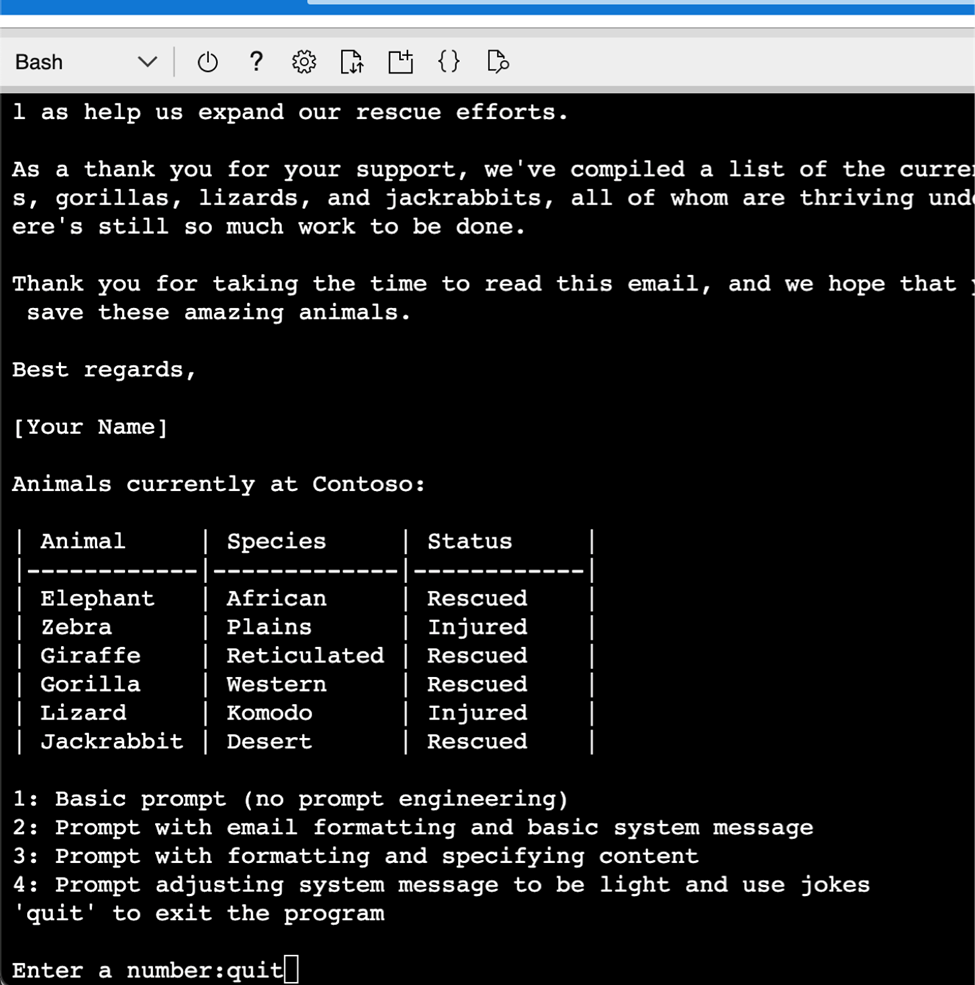 Bash
l as help us expand our rescue efforts.
As a thank you for your support, we've compiled a list of the
s, gorillas, lizards, and jackrabbits, all of whom are thriving
ere's still so much work to be done.
Thank you for taking the time to read this email, and we hope that
save these amazing animals.
Best regards,
[Your Name]
Animals currently at Contoso:
| Animal | Species | Status |
|------------|-------------|------------|
| Elephant | African | Rescued |
| Zebra | Plains | Injured |
| Giraffe | Reticulated | Rescued |
| Gorilla | Western | Rescued |
| Lizard | Komodo | Injured |
| Jackrabbit | Desert | Rescued |
1: Basic prompt (no prompt engineering)
2: Prompt with email formatting and basic system message
3: Prompt with formatting and specifying content
4: Prompt adjusting system message to be light and use jokes
'quit' to exit the program
Enter a number:quit